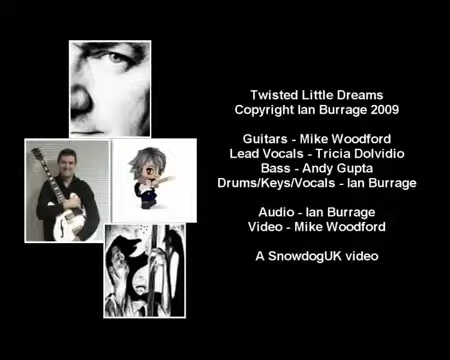 Twisted Little Dreams
Copyright Ian Burrage 2009
Guitars - Mike Woodford
Lead Vocals - Tricia Dolvidio
Bass - Andy Gupta
Drums/Keys/Vocals - Ian Burrage
Audio - Ian Burrage
Video - Mike Woodford
A SnowdogUK video